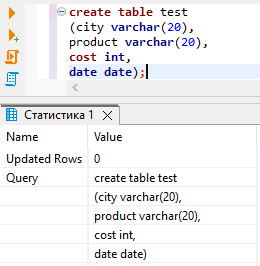 create table test
(city varchar(20),
product varchar(20),
cost int,
date date);
Статистика 1
Name Value
Updated Rows 0
Query create table test
(city varchar(20),
product varchar(20),
cost int,
date date)